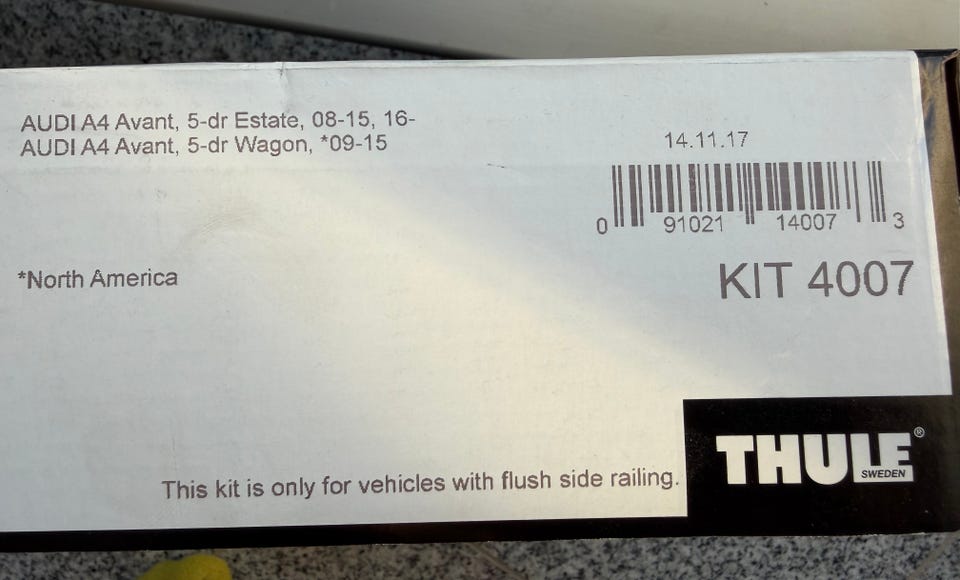 AUDI A4 Avant, 5-dr Estate, 08-15, 16-
AUDI A4 Avant, 5-dr Wagon, *09-15
14.11.17
0 91021 14007 3
*North America
KIT 4007
THULE®
SWEDEN
This kit is only for vehicles with flush side railing.